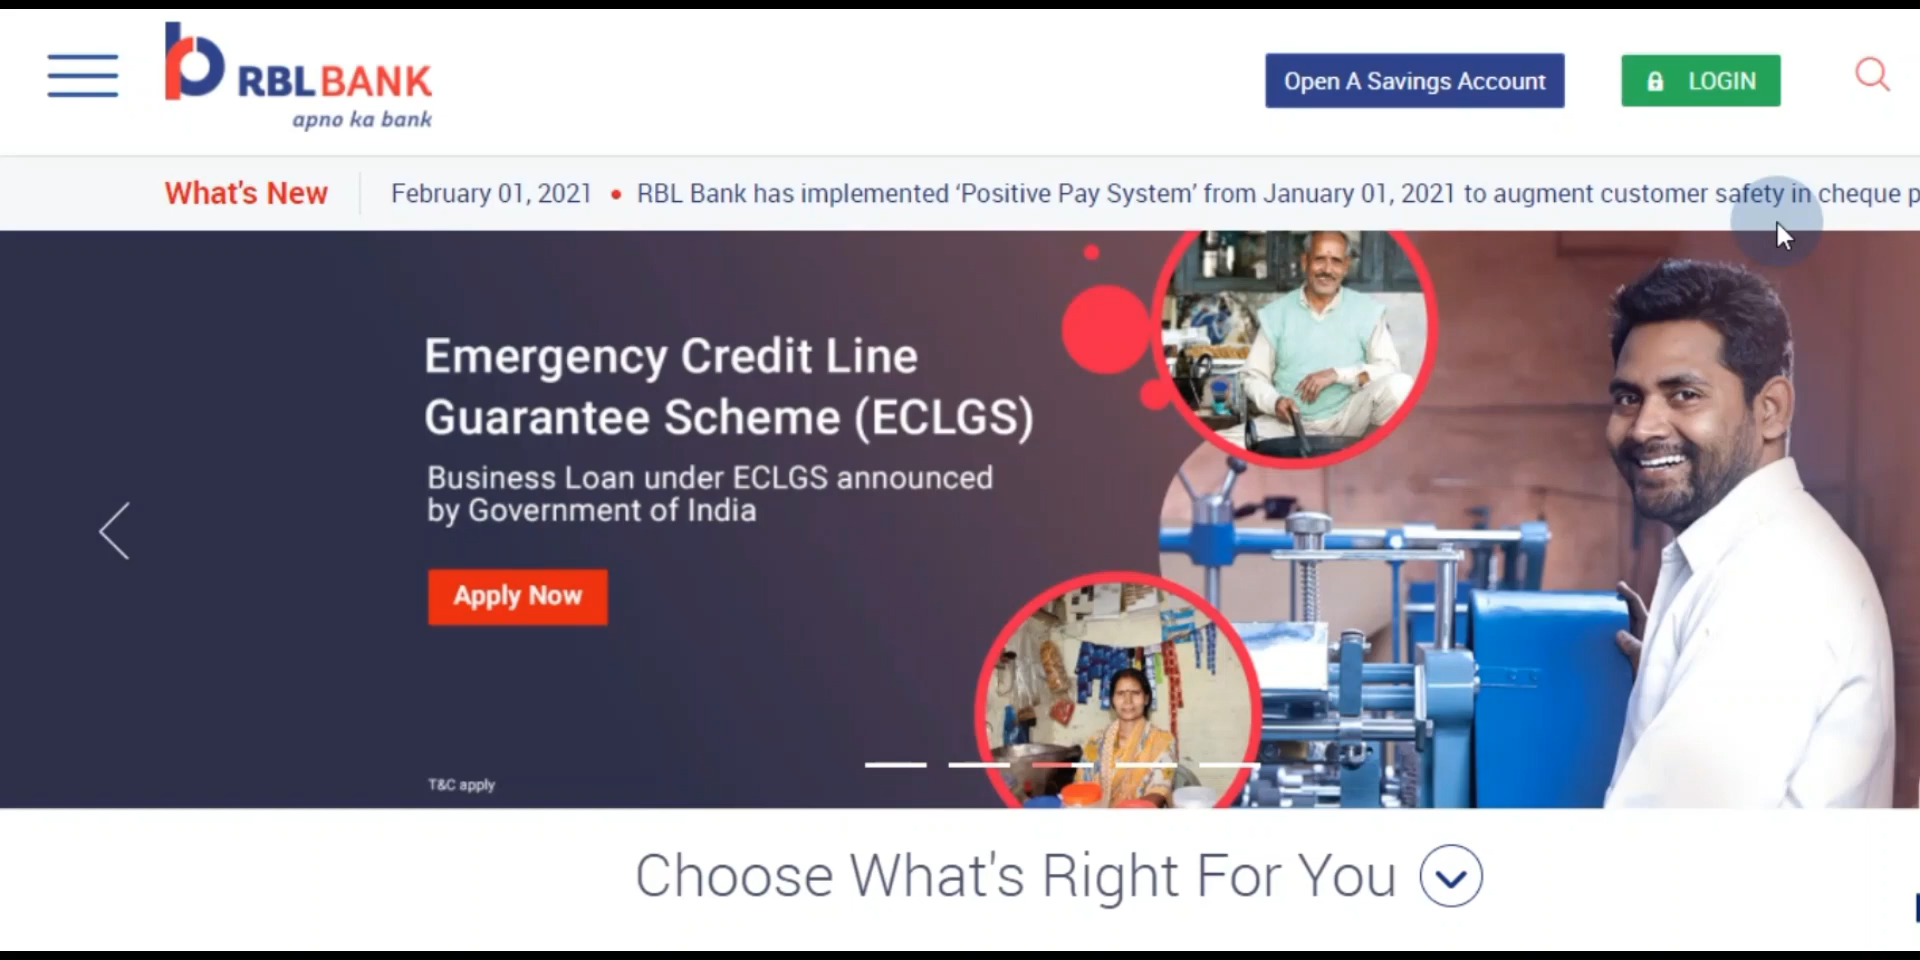 RBL BANK
apno ka bank
Open A Savings Account
LOGIN
What's New
February 01, 2021 • RBL Bank has implemented ‘Positive Pay System’ from January 01, 2021 to augment customer safety in cheque p
Emergency Credit Line
Guarantee Scheme (ECLGS)
Business Loan under ECLGS announced
by Government of India
Apply Now
T&C apply
Choose What's Right For You